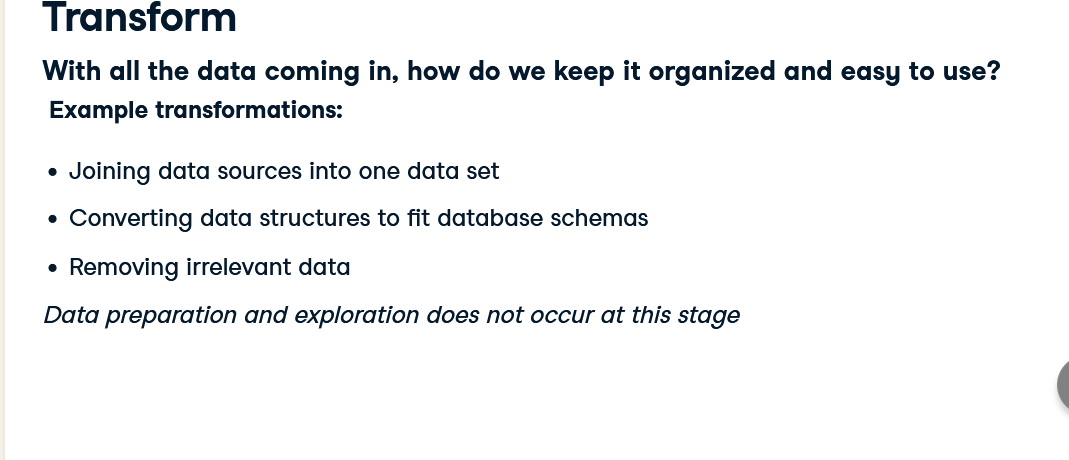 Transform
With all the data coming in, how do we keep it organized and easy to use?
Example transformations:
• Joining data sources into one data set
• Converting data structures to fit database schemas
• Removing irrelevant data
Data preparation and exploration does not occur at this stage